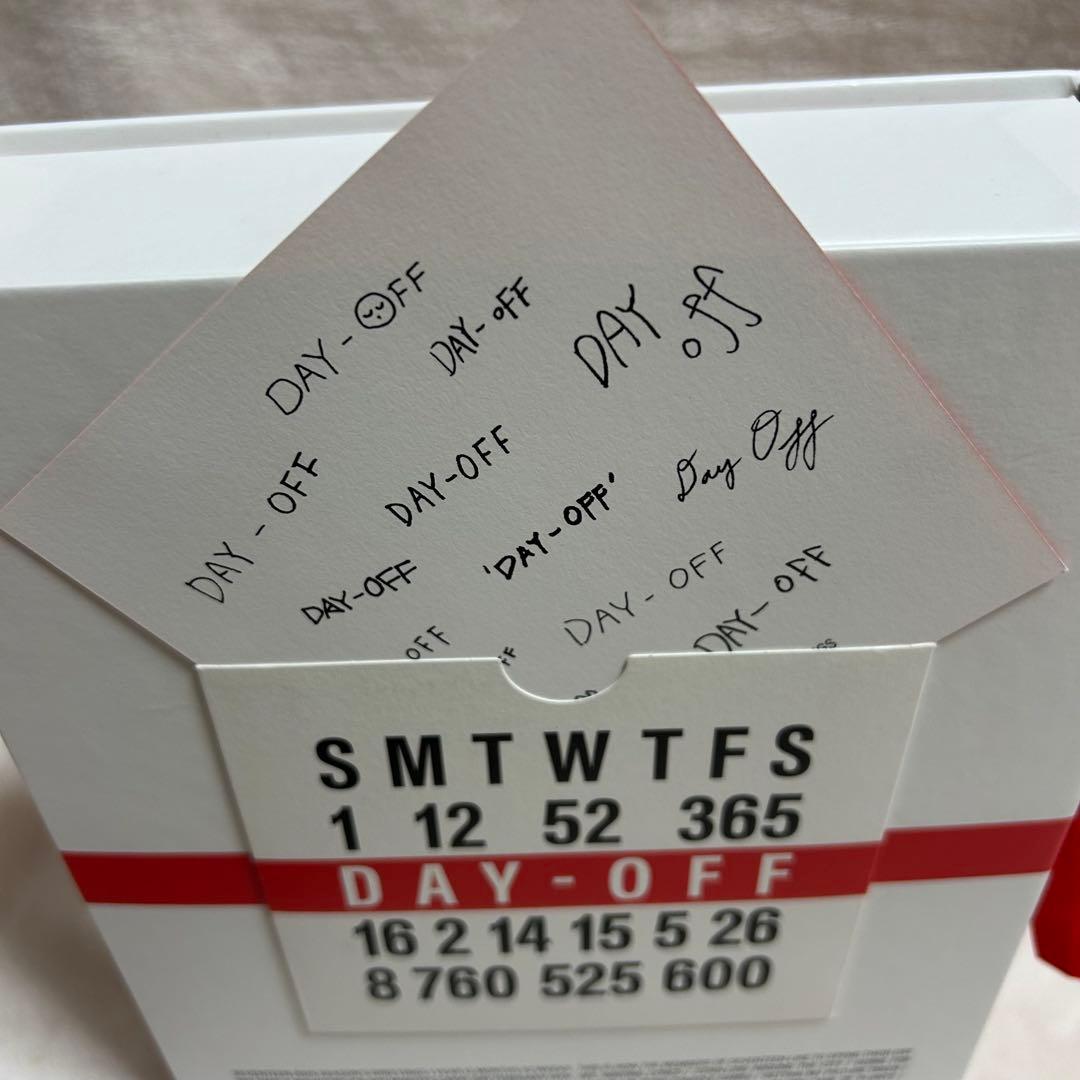 DAY - OFF
DAY- oFF
DAY off
DAY - OFF
DAY-OFF
'DAY-OFF'
Day Off
DAY-OFF
DAY - OFF
DAY- OFF
OFF
FF
S M T W T F S
1 12 52 365
DAY-OFF
16 2 14 15 5 26
8 760 525 600